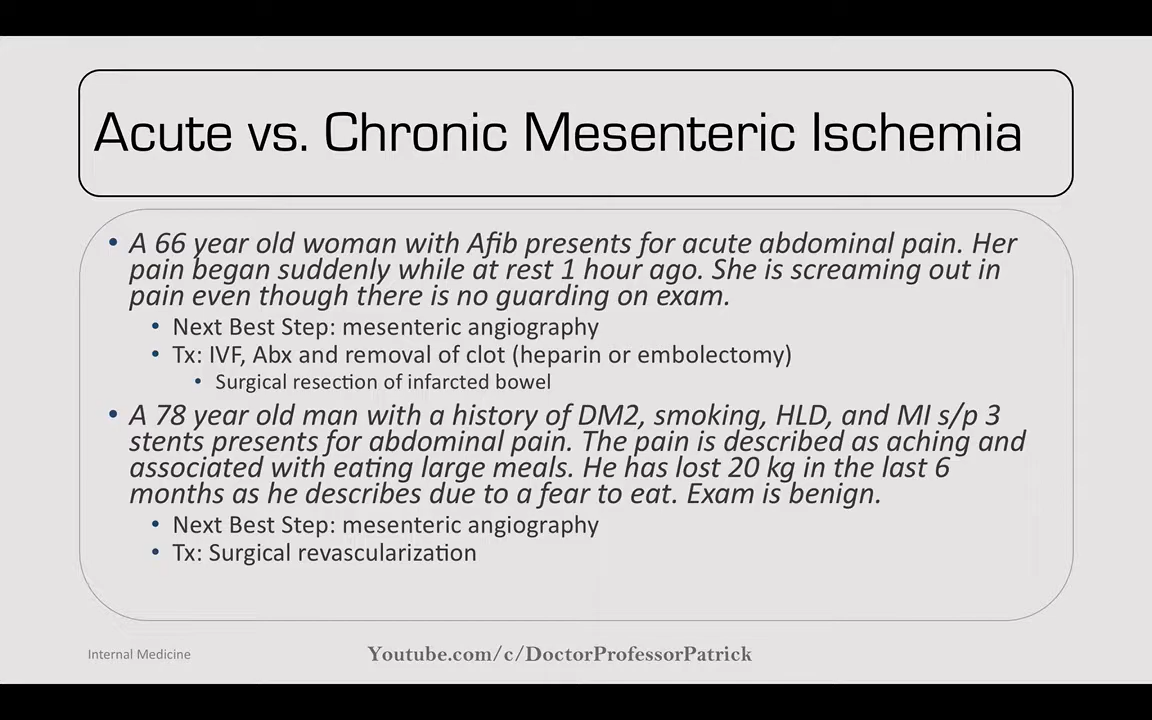 Acute vs. Chronic Mesenteric Ischemia
• A 66 year old woman with Afib presents for acute abdominal pain. Her
pain began suddenly while at rest 1 hour ago. She is screaming out in
pain even though there is no guarding on exam.
• Next Best Step: mesenteric angiography
• Tx: IVF, Abx and removal of clot (heparin or embolectomy)
• Surgical resection of infarcted bowel
• A 78 year old man with a history of DM2, smoking, HLD, and MI s/p 3
stents presents for abdominal pain. The pain is described as aching and
associated with eating large meals. He has lost 20 kg in the last 6
months as he describes due to a fear to eat. Exam is benign.
• Next Best Step: mesenteric angiography
• Tx: Surgical revascularization
Internal Medicine
Youtube.com/c/DoctorProfessorPatrick